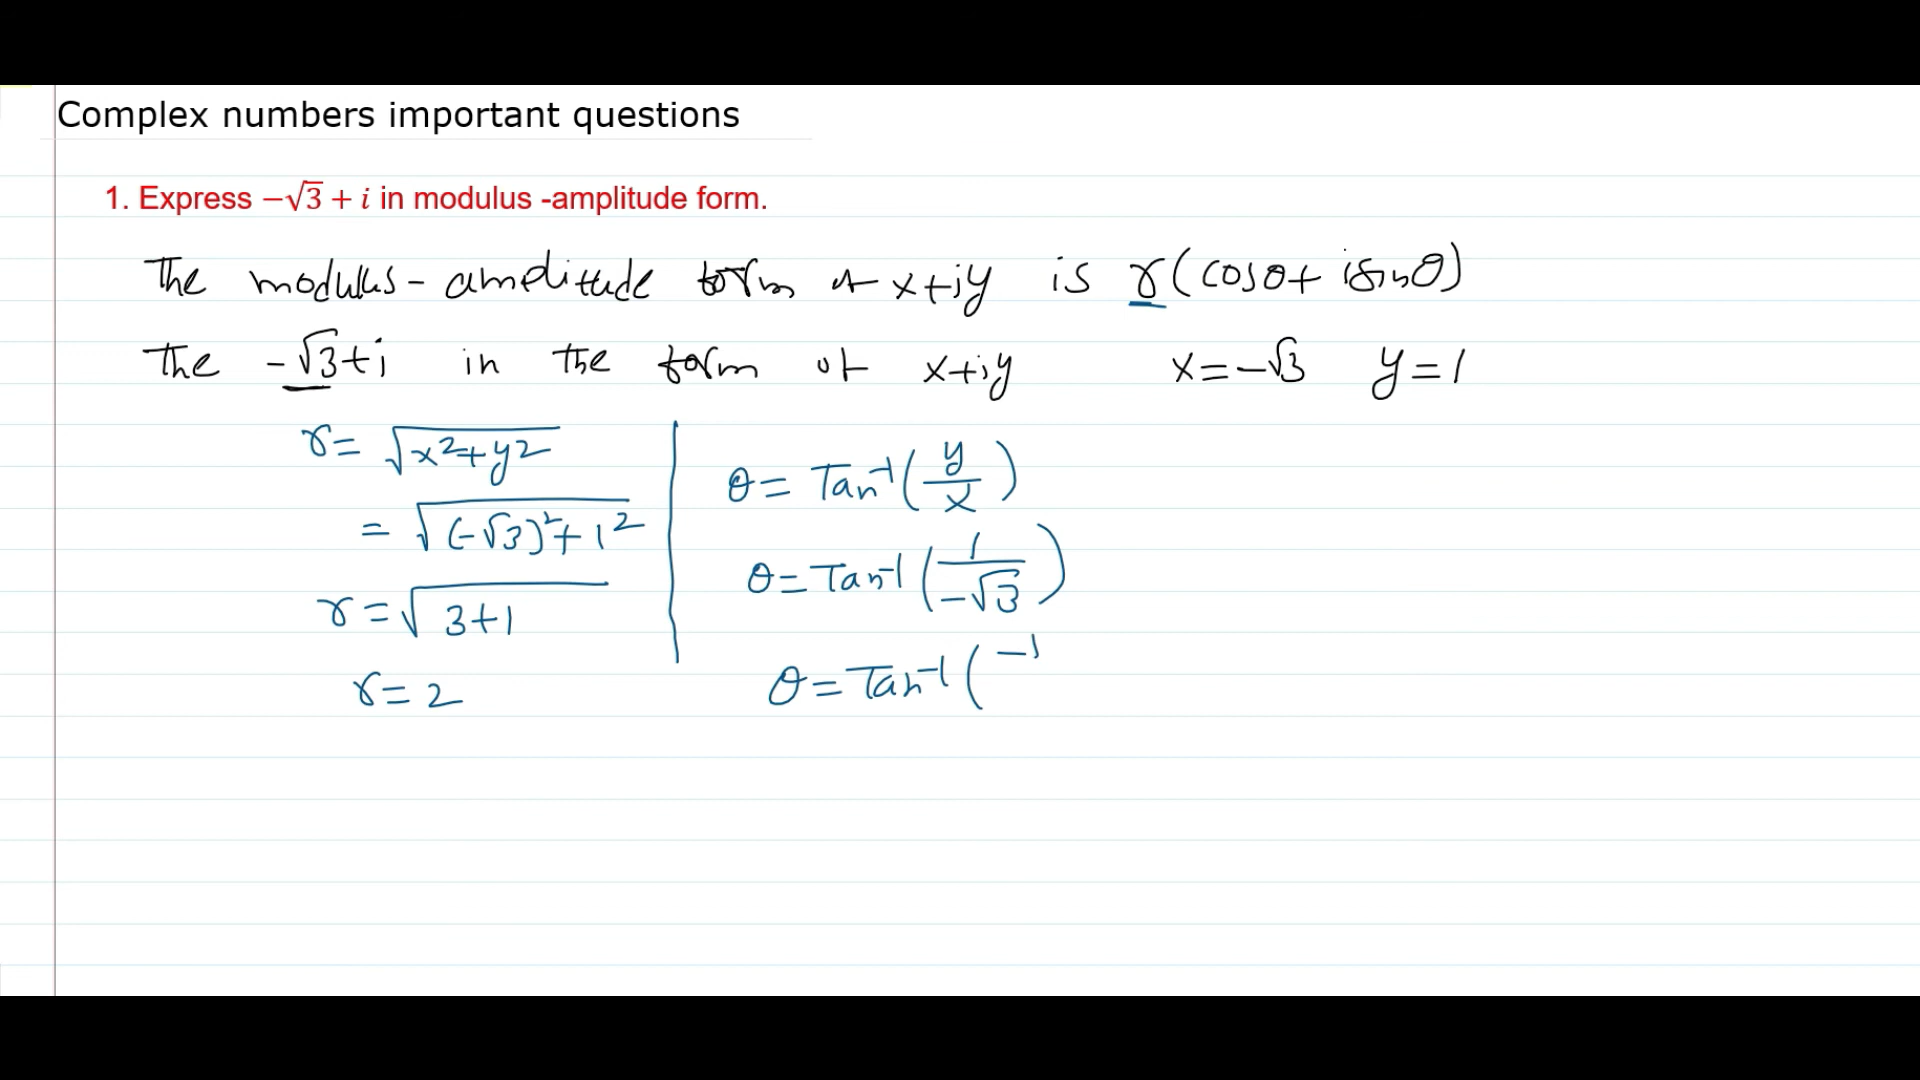 Complex numbers important questions
1. Express −√3 + i in modulus -amplitude form.
The modulus - amplitude form of x+iy is r(cosθ+ isinθ)
The -√3+i in the form of x+iy x=-√3 y=1
r= √x²+y²
= √(-√3)²+1²
r=√3+1
r=2
θ= Tan⁻¹(y/x)
θ=Tan⁻¹(1/-√3)
θ=Tan⁻¹(-1